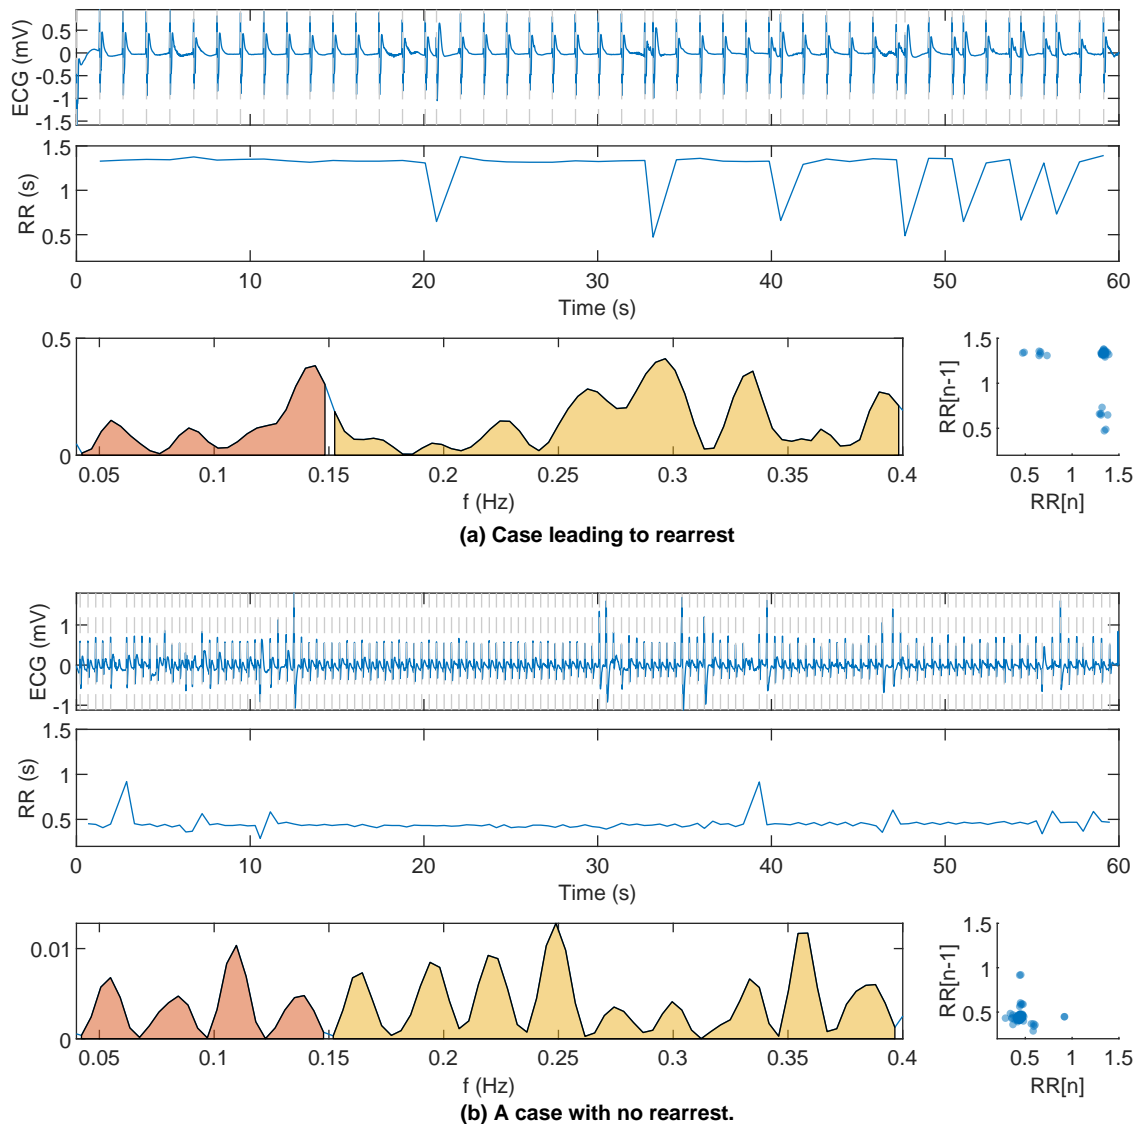 0.5
0
-0.5
-1
-1.5
ECG (mV)
1.5
1
0.5
RR (s)
0 10 20 30 40 50 60
Time (s)
0.5
0
0.05 0.1 0.15 0.2 0.25 0.3 0.35 0.4
f (Hz)
1.5
1
0.5
RR[n-1]
0.5 1 1.5
RR[n]
(a) Case leading to rearrest
1
0
-1
ECG (mV)
1.5
1
0.5
RR (s)
0 10 20 30 40 50 60
Time (s)
0.01
0
0.05 0.1 0.15 0.2 0.25 0.3 0.35 0.4
f (Hz)
1.5
1
0.5
RR[n-1]
0.5 1 1.5
RR[n]
(b) A case with no rearrest.